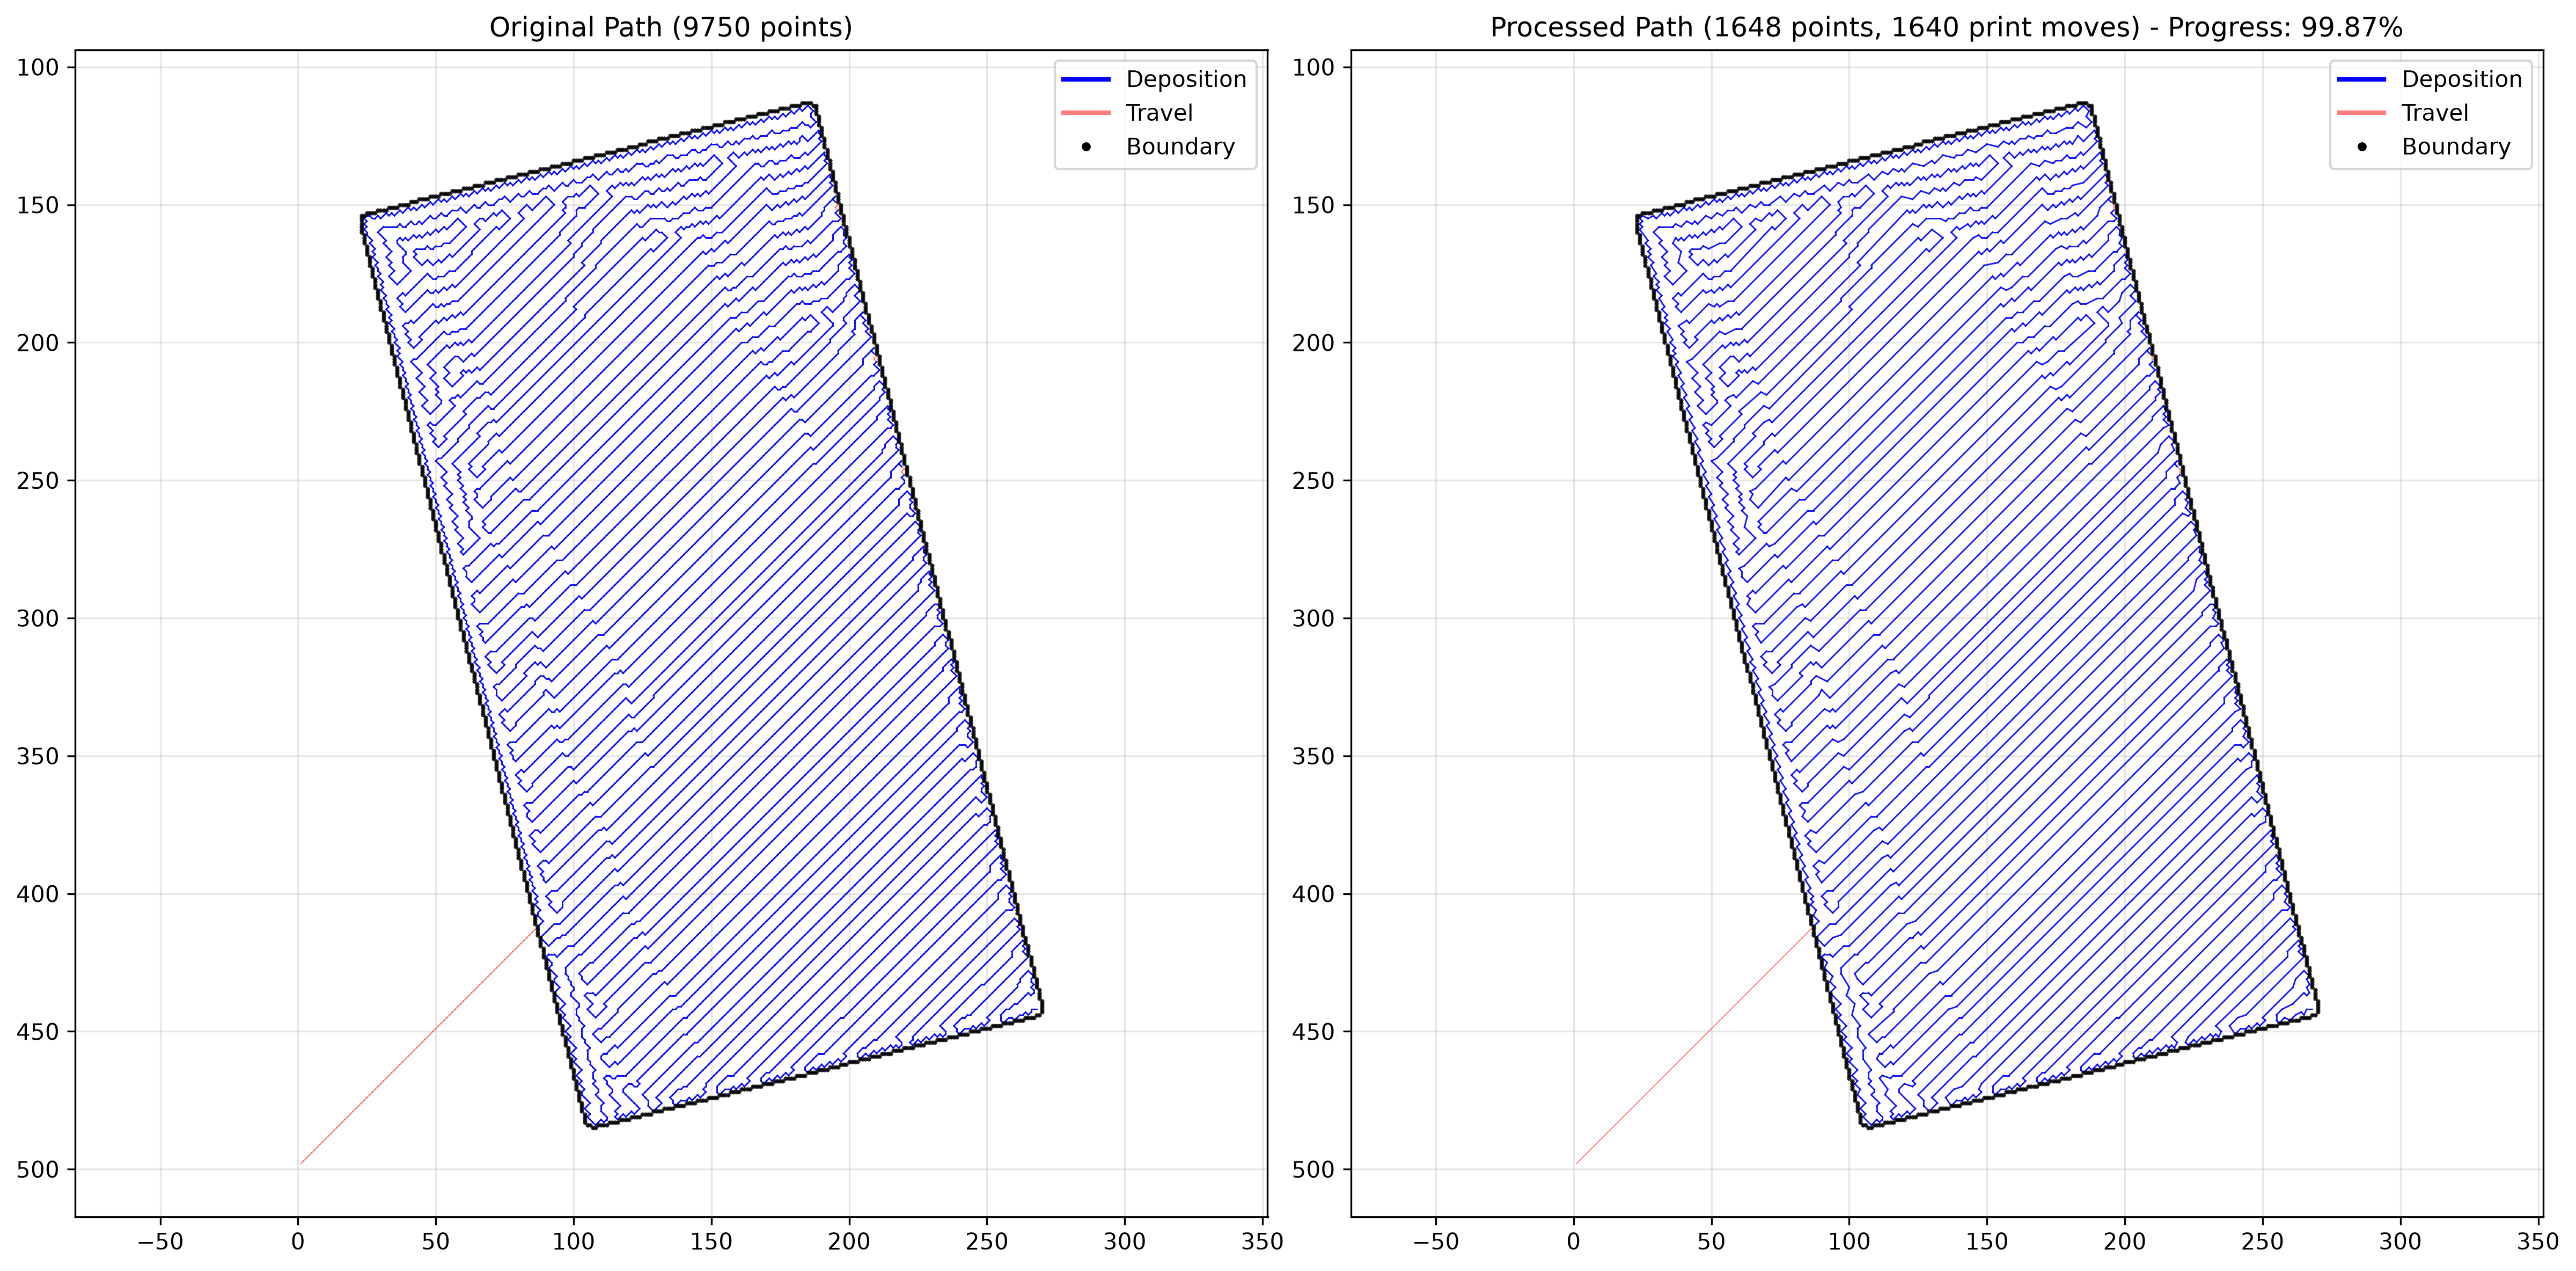 Original Path (9750 points)
Deposition
Travel
Boundary
100
150
200
250
300
350
400
450
500
−50 0 50 100 150 200 250 300 350
Processed Path (1648 points, 1640 print moves) - Progress: 99.87%
Deposition
Travel
Boundary
100
150
200
250
300
350
400
450
500
−50 0 50 100 150 200 250 300 350